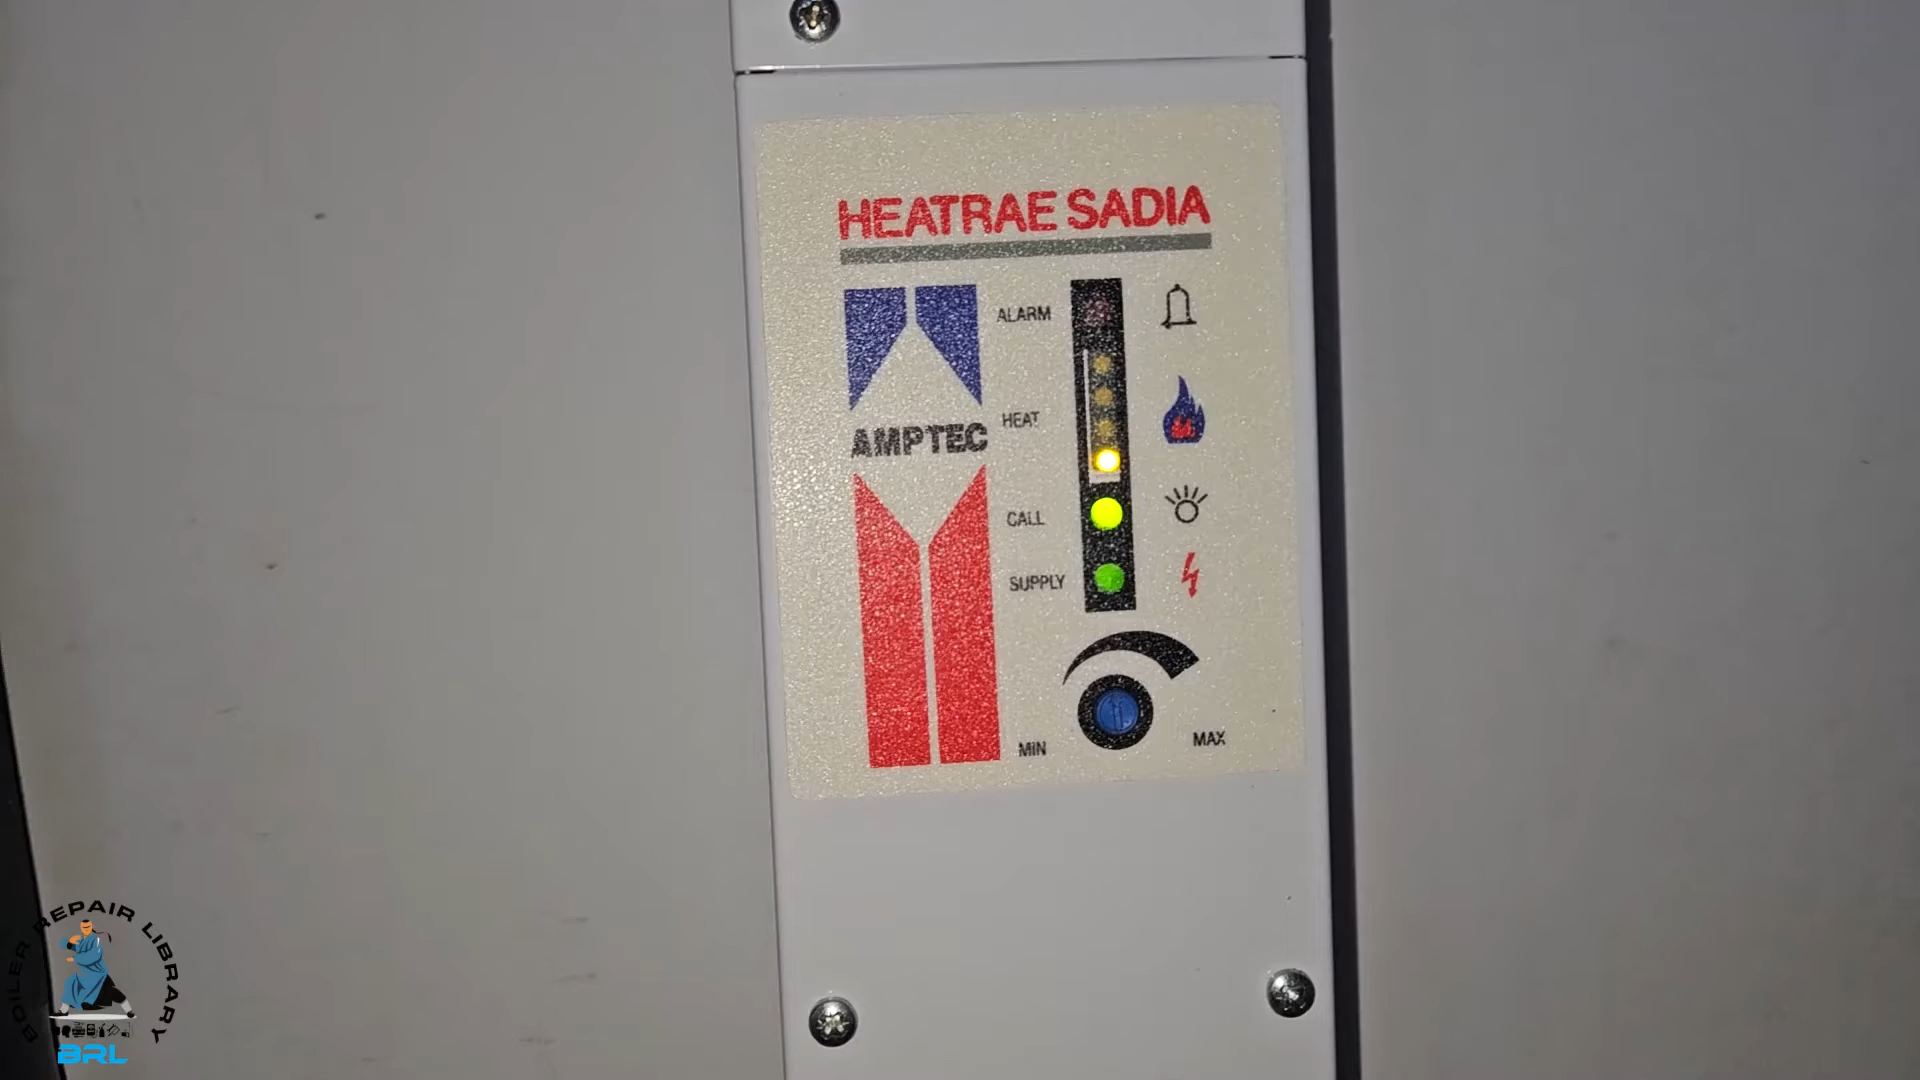 HEATRAE SADIA
ALARM
HEAT
AMPTEC
CALL
SUPPLY
MIN
MAX
BOILER REPAIR LIBRARY
BRL